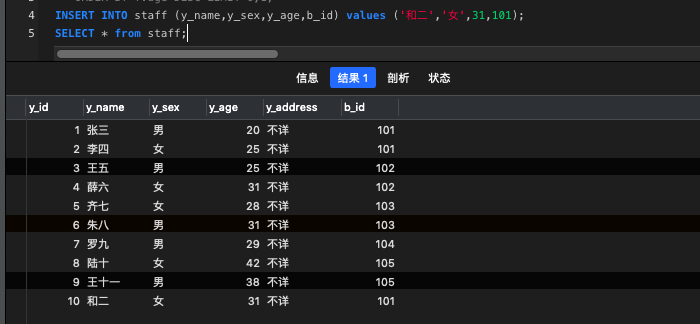 4 INSERT INTO staff (y_name,y_sex,y_age,b_id) values ('和二','女',31,101);
5 SELECT * from staff;
信息 结果 1 剖析 状态
y_id y_name y_sex y_age y_address b_id
1 张三 男 20 不详 101
2 李四 女 25 不详 101
3 王五 男 25 不详 102
4 薛六 女 31 不详 102
5 齐七 女 28 不详 103
6 朱八 男 31 不详 103
7 罗九 男 29 不详 104
8 陆十 女 42 不详 105
9 王十一 男 38 不详 105
10 和二 女 31 不详 101